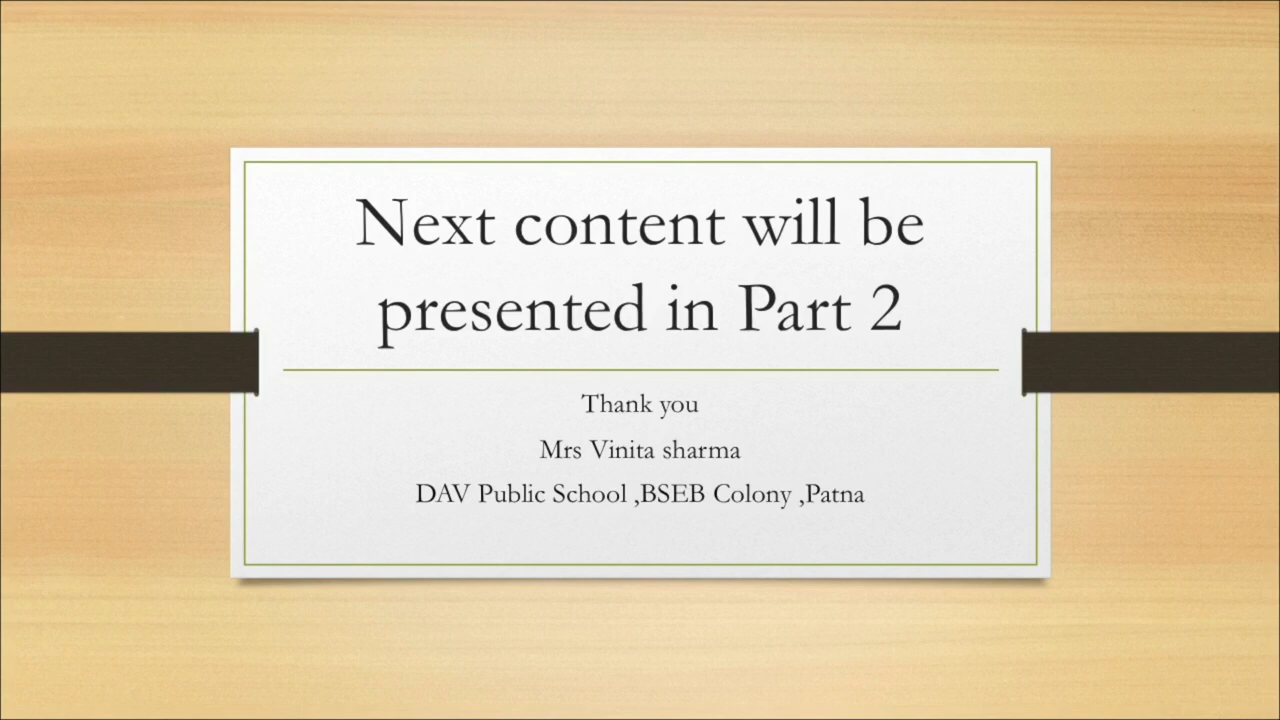 Next content will be
presented in Part 2
Thank you
Mrs Vinita sharma
DAV Public School ,BSEB Colony ,Patna